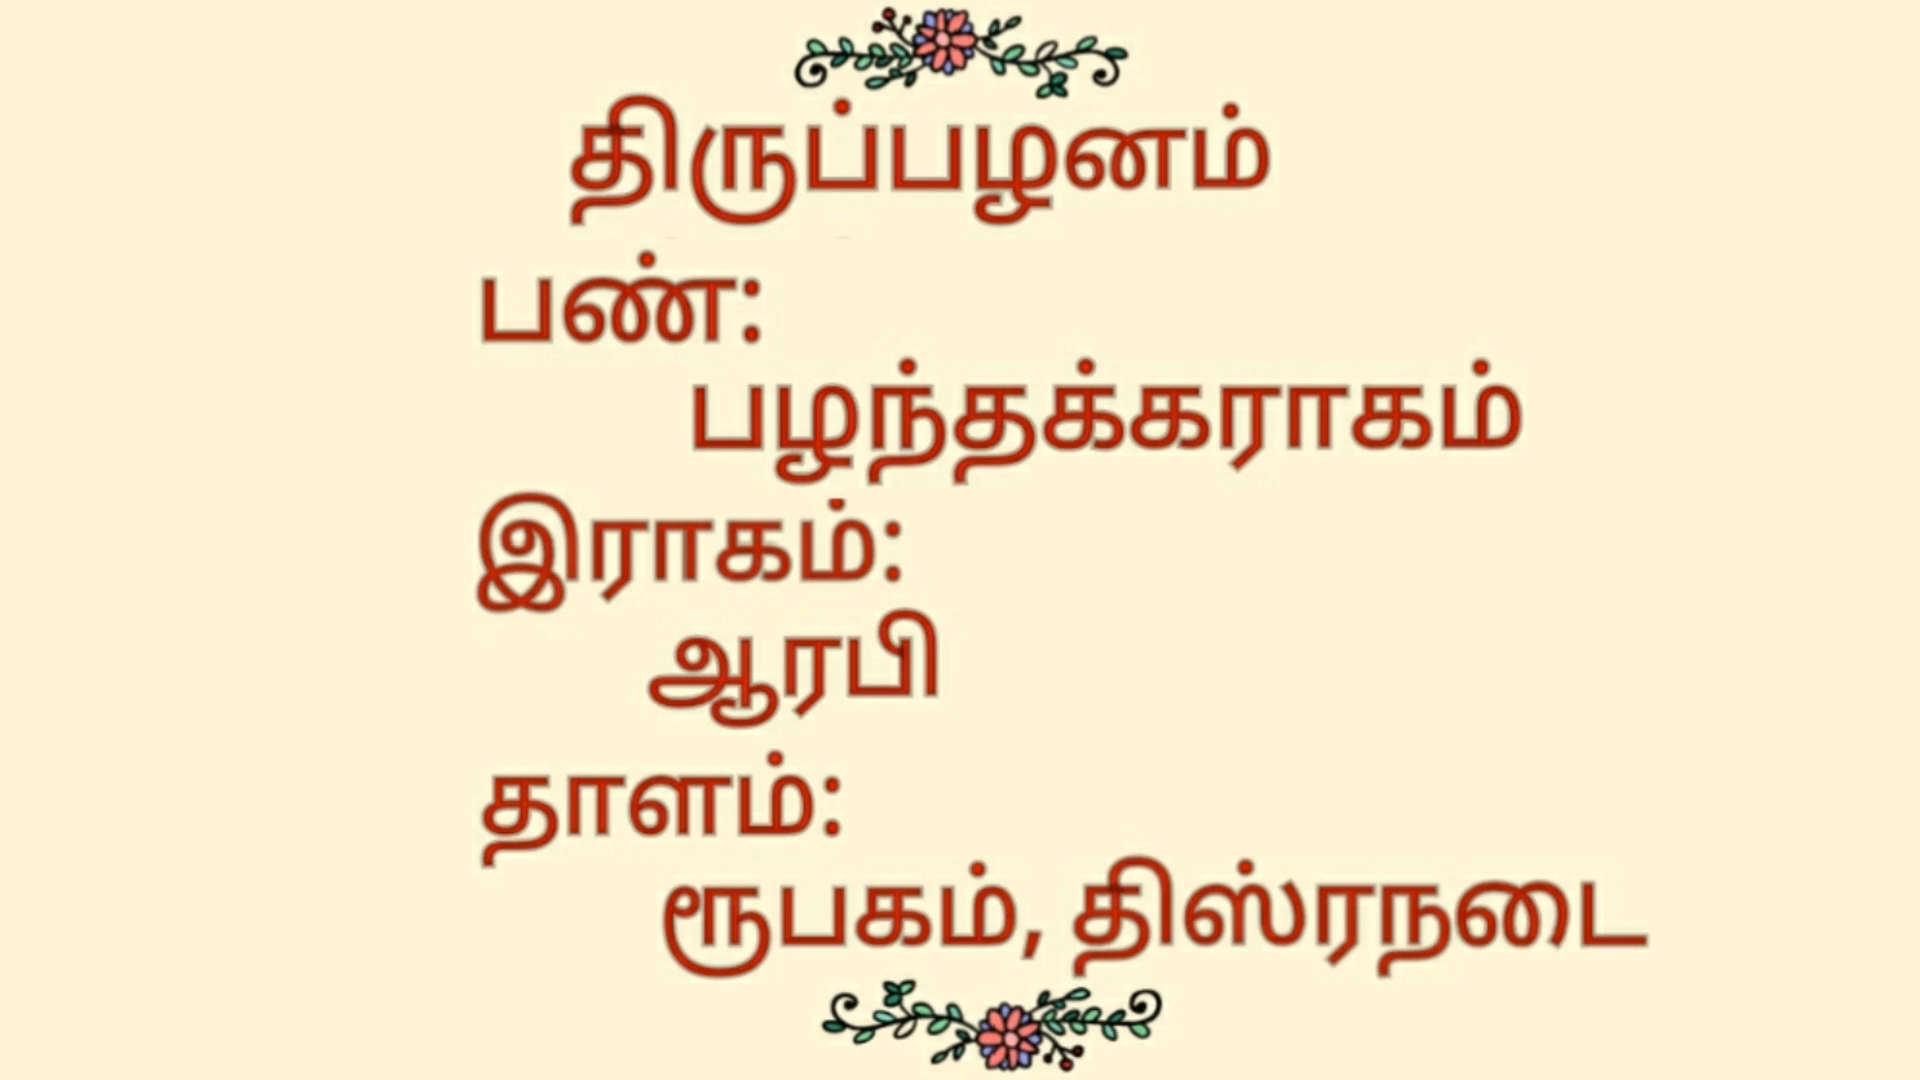 திருப்பழனம்
பண்:
பழந்தக்கராகம்
இராகம்:
ஆரபி
தாளம்:
ரூபகம், திஸ்ரநடை